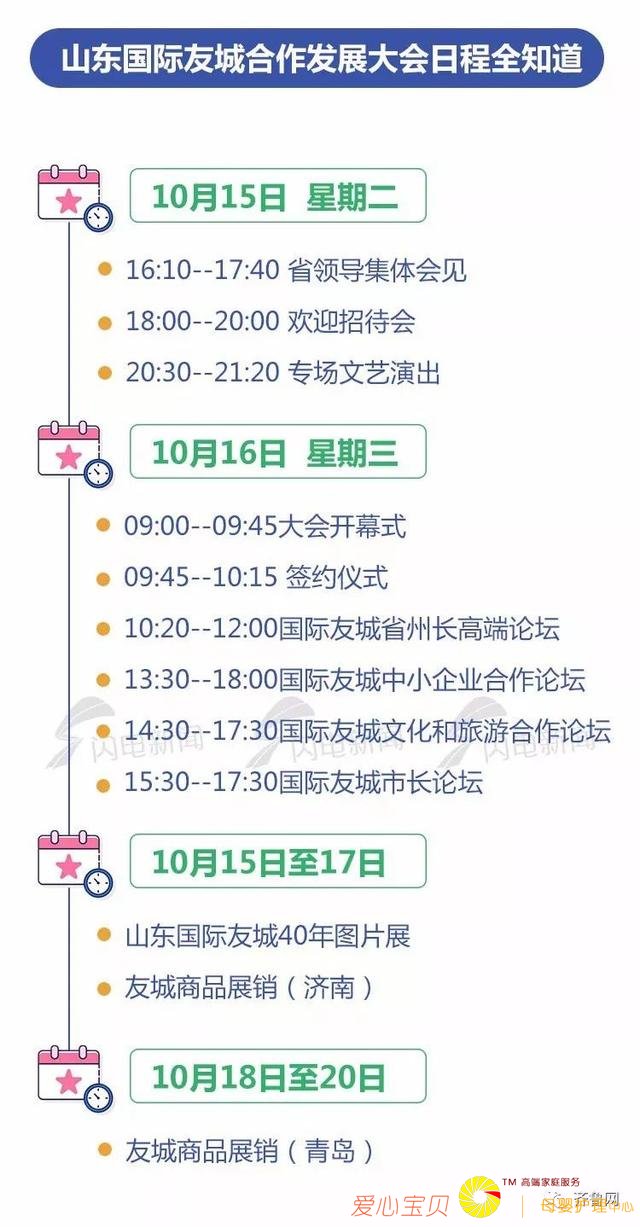 山东国际友城合作发展大会日程全知道
10月15日 星期二
16:10--17:40 省领导集体会见
18:00--20:00 欢迎招待会
20:30--21:20 专场文艺演出
10月16日 星期三
09:00--09:45大会开幕式
09:45--10:15 签约仪式
10:20--12:00国际友城省州长高端论坛
13:30--18:00国际友城中小企业合作论坛
14:30--17:30国际友城文化和旅游合作论坛
闪电新闻 闪电新闻 闪电新闻
15:30--17:30国际友城市长论坛
10月15日至17日
山东国际友城40年图片展
友城商品展销（济南）
10月18日至20日
友城商品展销（青岛）
TM 高端家庭服务
爱心宝贝 母婴护理中心
齐鲁网